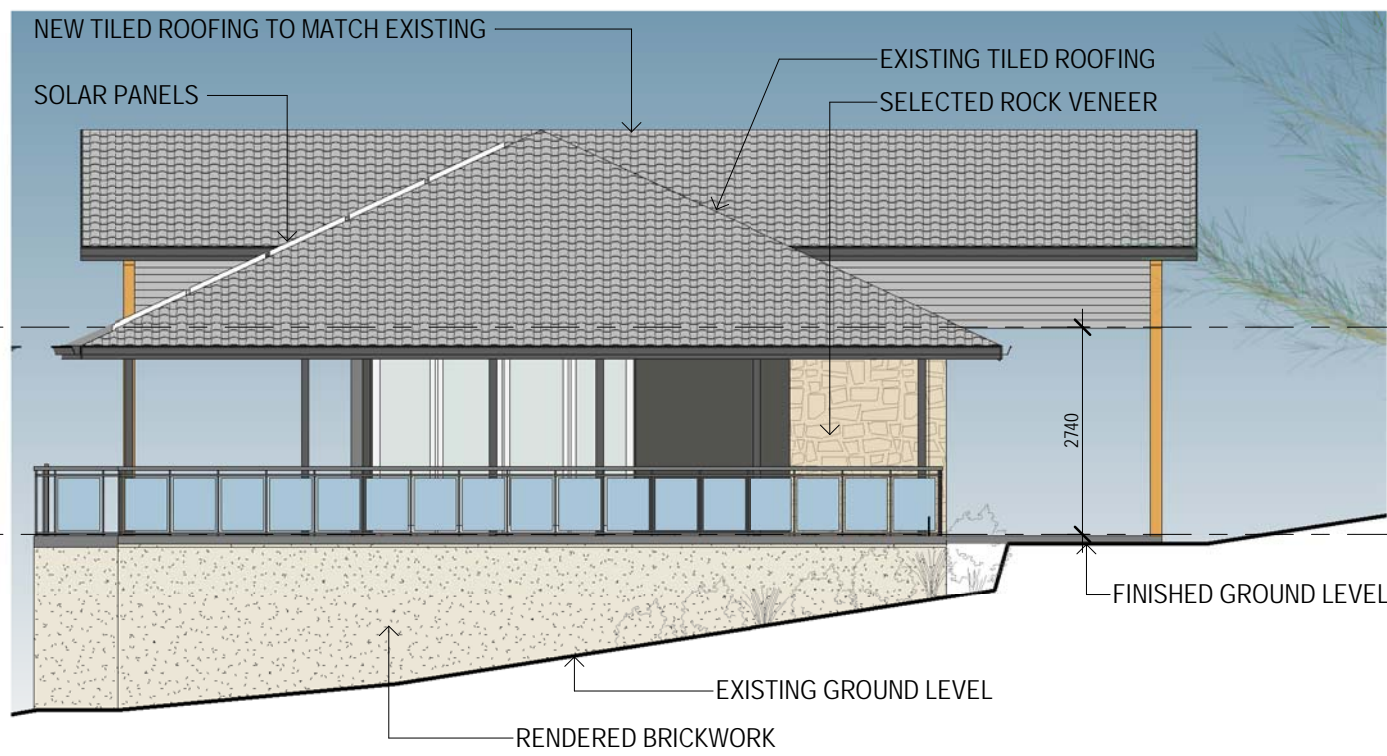 NEW TILED ROOFING TO MATCH EXISTING
EXISTING TILED ROOFING
SOLAR PANELS
SELECTED ROCK VENEER
2740
FINISHED GROUND LEVEL
EXISTING GROUND LEVEL
RENDERED BRICKWORK